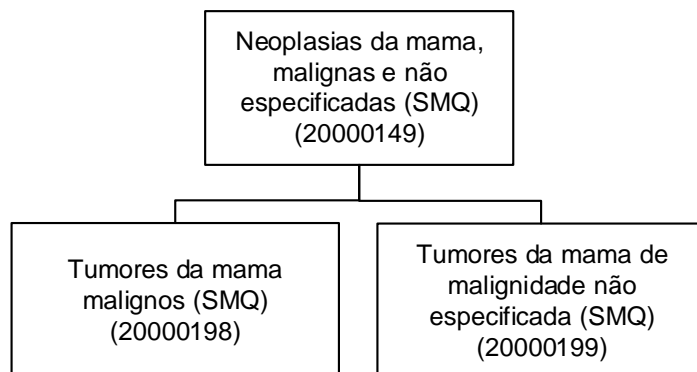 Neoplasias da mama,
malignas e não
especificadas (SMQ)
(20000149)
Tumores da mama
malignos (SMQ)
(20000198)
Tumores da mama de
malignidade não
especificada (SMQ)
(20000199)